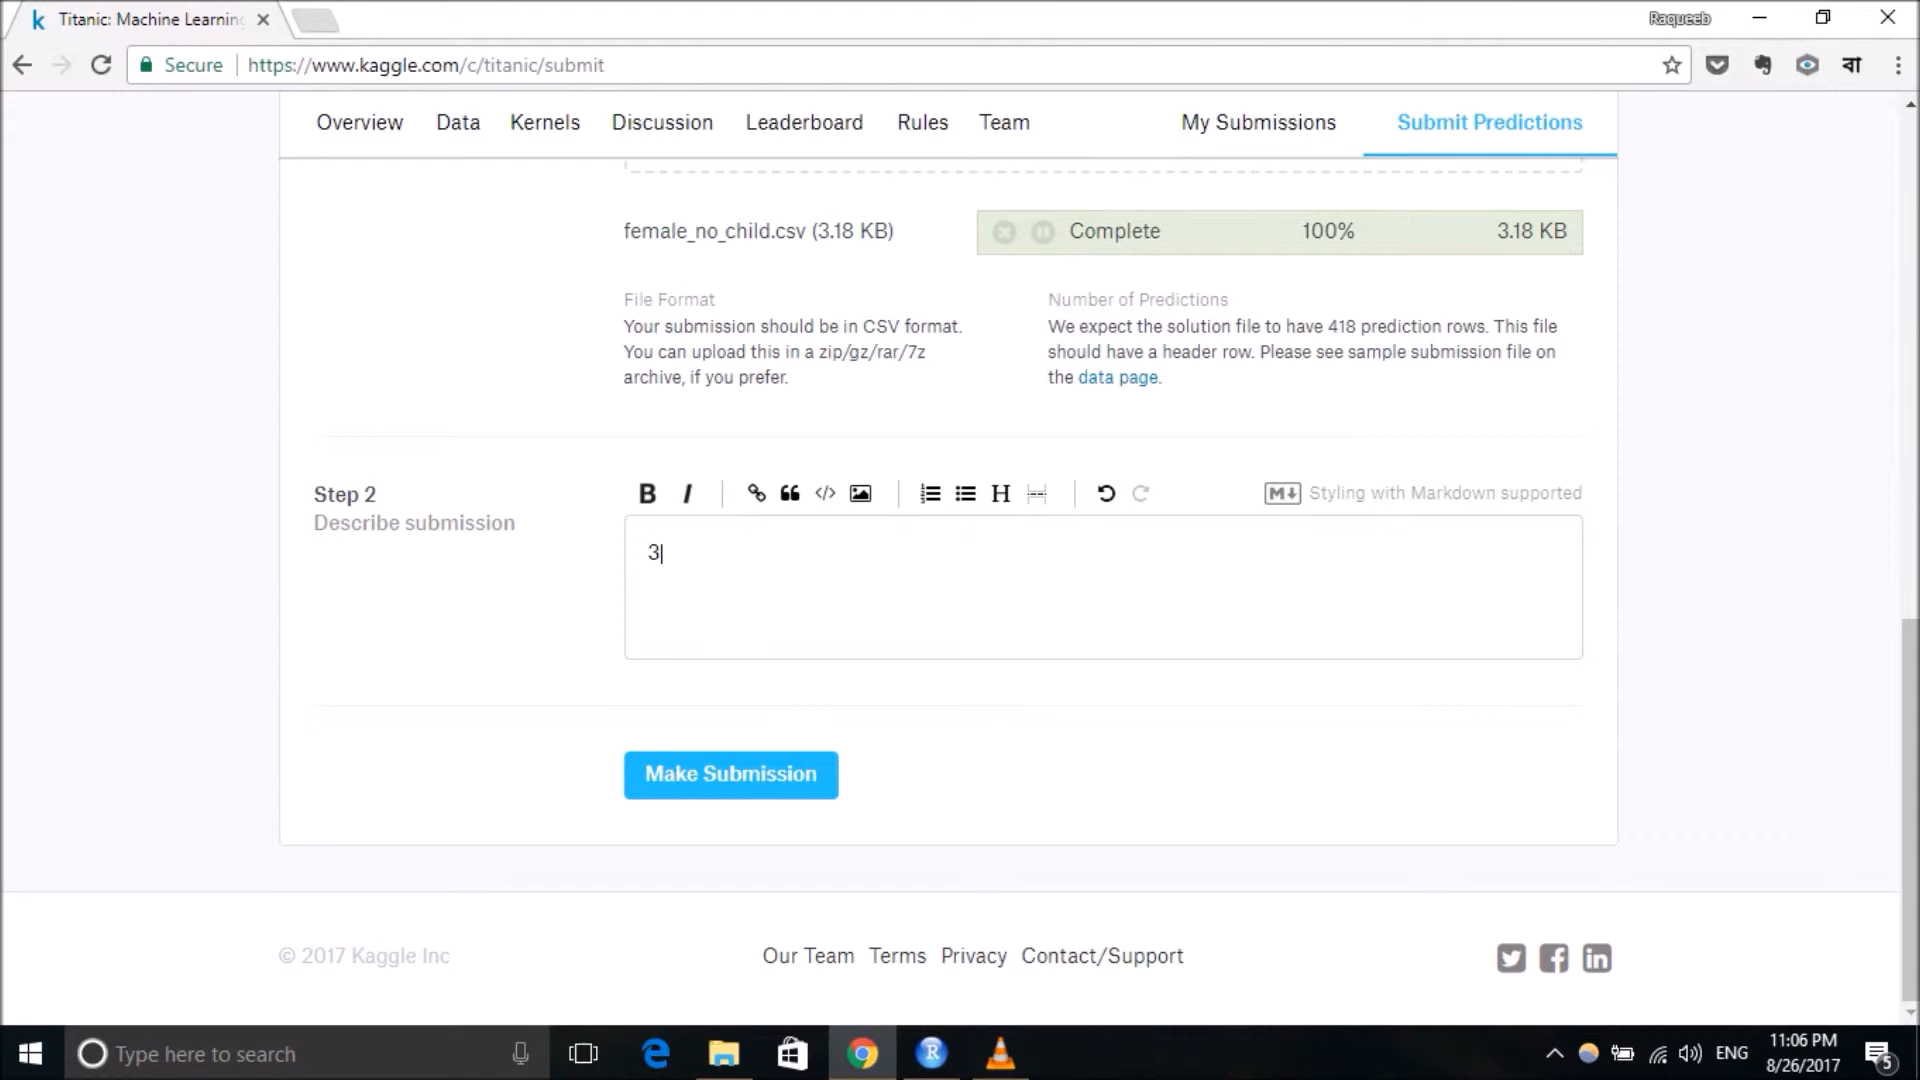 Titanic: Machine Learning
Raqueeb
Secure
https://www.kaggle.com/c/titanic/submit
বা
Overview Data Kernels Discussion Leaderboard Rules Team My Submissions Submit Predictions
female_no_child.csv (3.18 KB) Complete 100% 3.18 KB
File Format
Your submission should be in CSV format.
You can upload this in a zip/gz/rar/7z
archive, if you prefer.
Number of Predictions
We expect the solution file to have 418 prediction rows. This file
should have a header row. Please see sample submission file on
the data page.
Step 2
Describe submission
B I H M Styling with Markdown supported
3
Make Submission
© 2017 Kaggle Inc
Our Team Terms Privacy Contact/Support
Type here to search
R
ENG
11:06 PM
8/26/2017
5